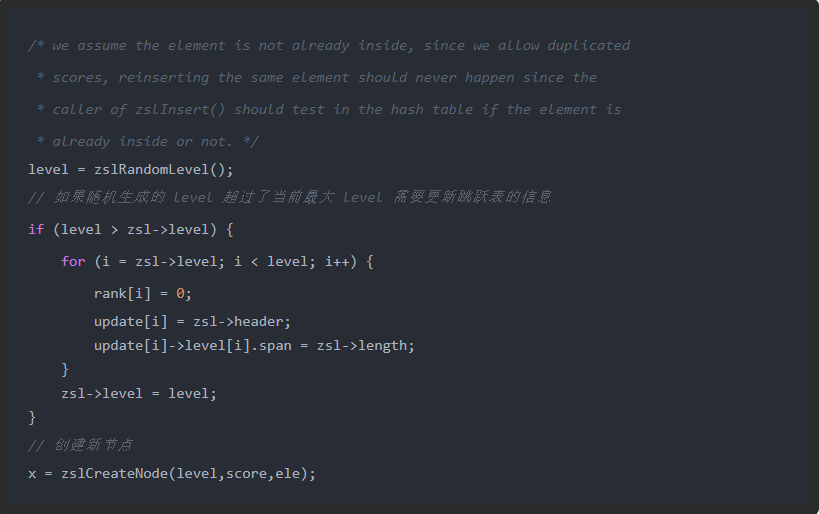 /* we assume the element is not already inside, since we allow duplicated
 * scores, reinserting the same element should never happen since the
 * caller of zslInsert() should test in the hash table if the element is
 * already inside or not. */
level = zslRandomLevel();
// 如果随机生成的 level 超过了当前最大 level 需要更新跳跃表的信息
if (level > zsl->level) {
    for (i = zsl->level; i < level; i++) {
        rank[i] = 0;
        update[i] = zsl->header;
        update[i]->level[i].span = zsl->length;
    }
    zsl->level = level;
}
// 创建新节点
x = zslCreateNode(level,score,ele);